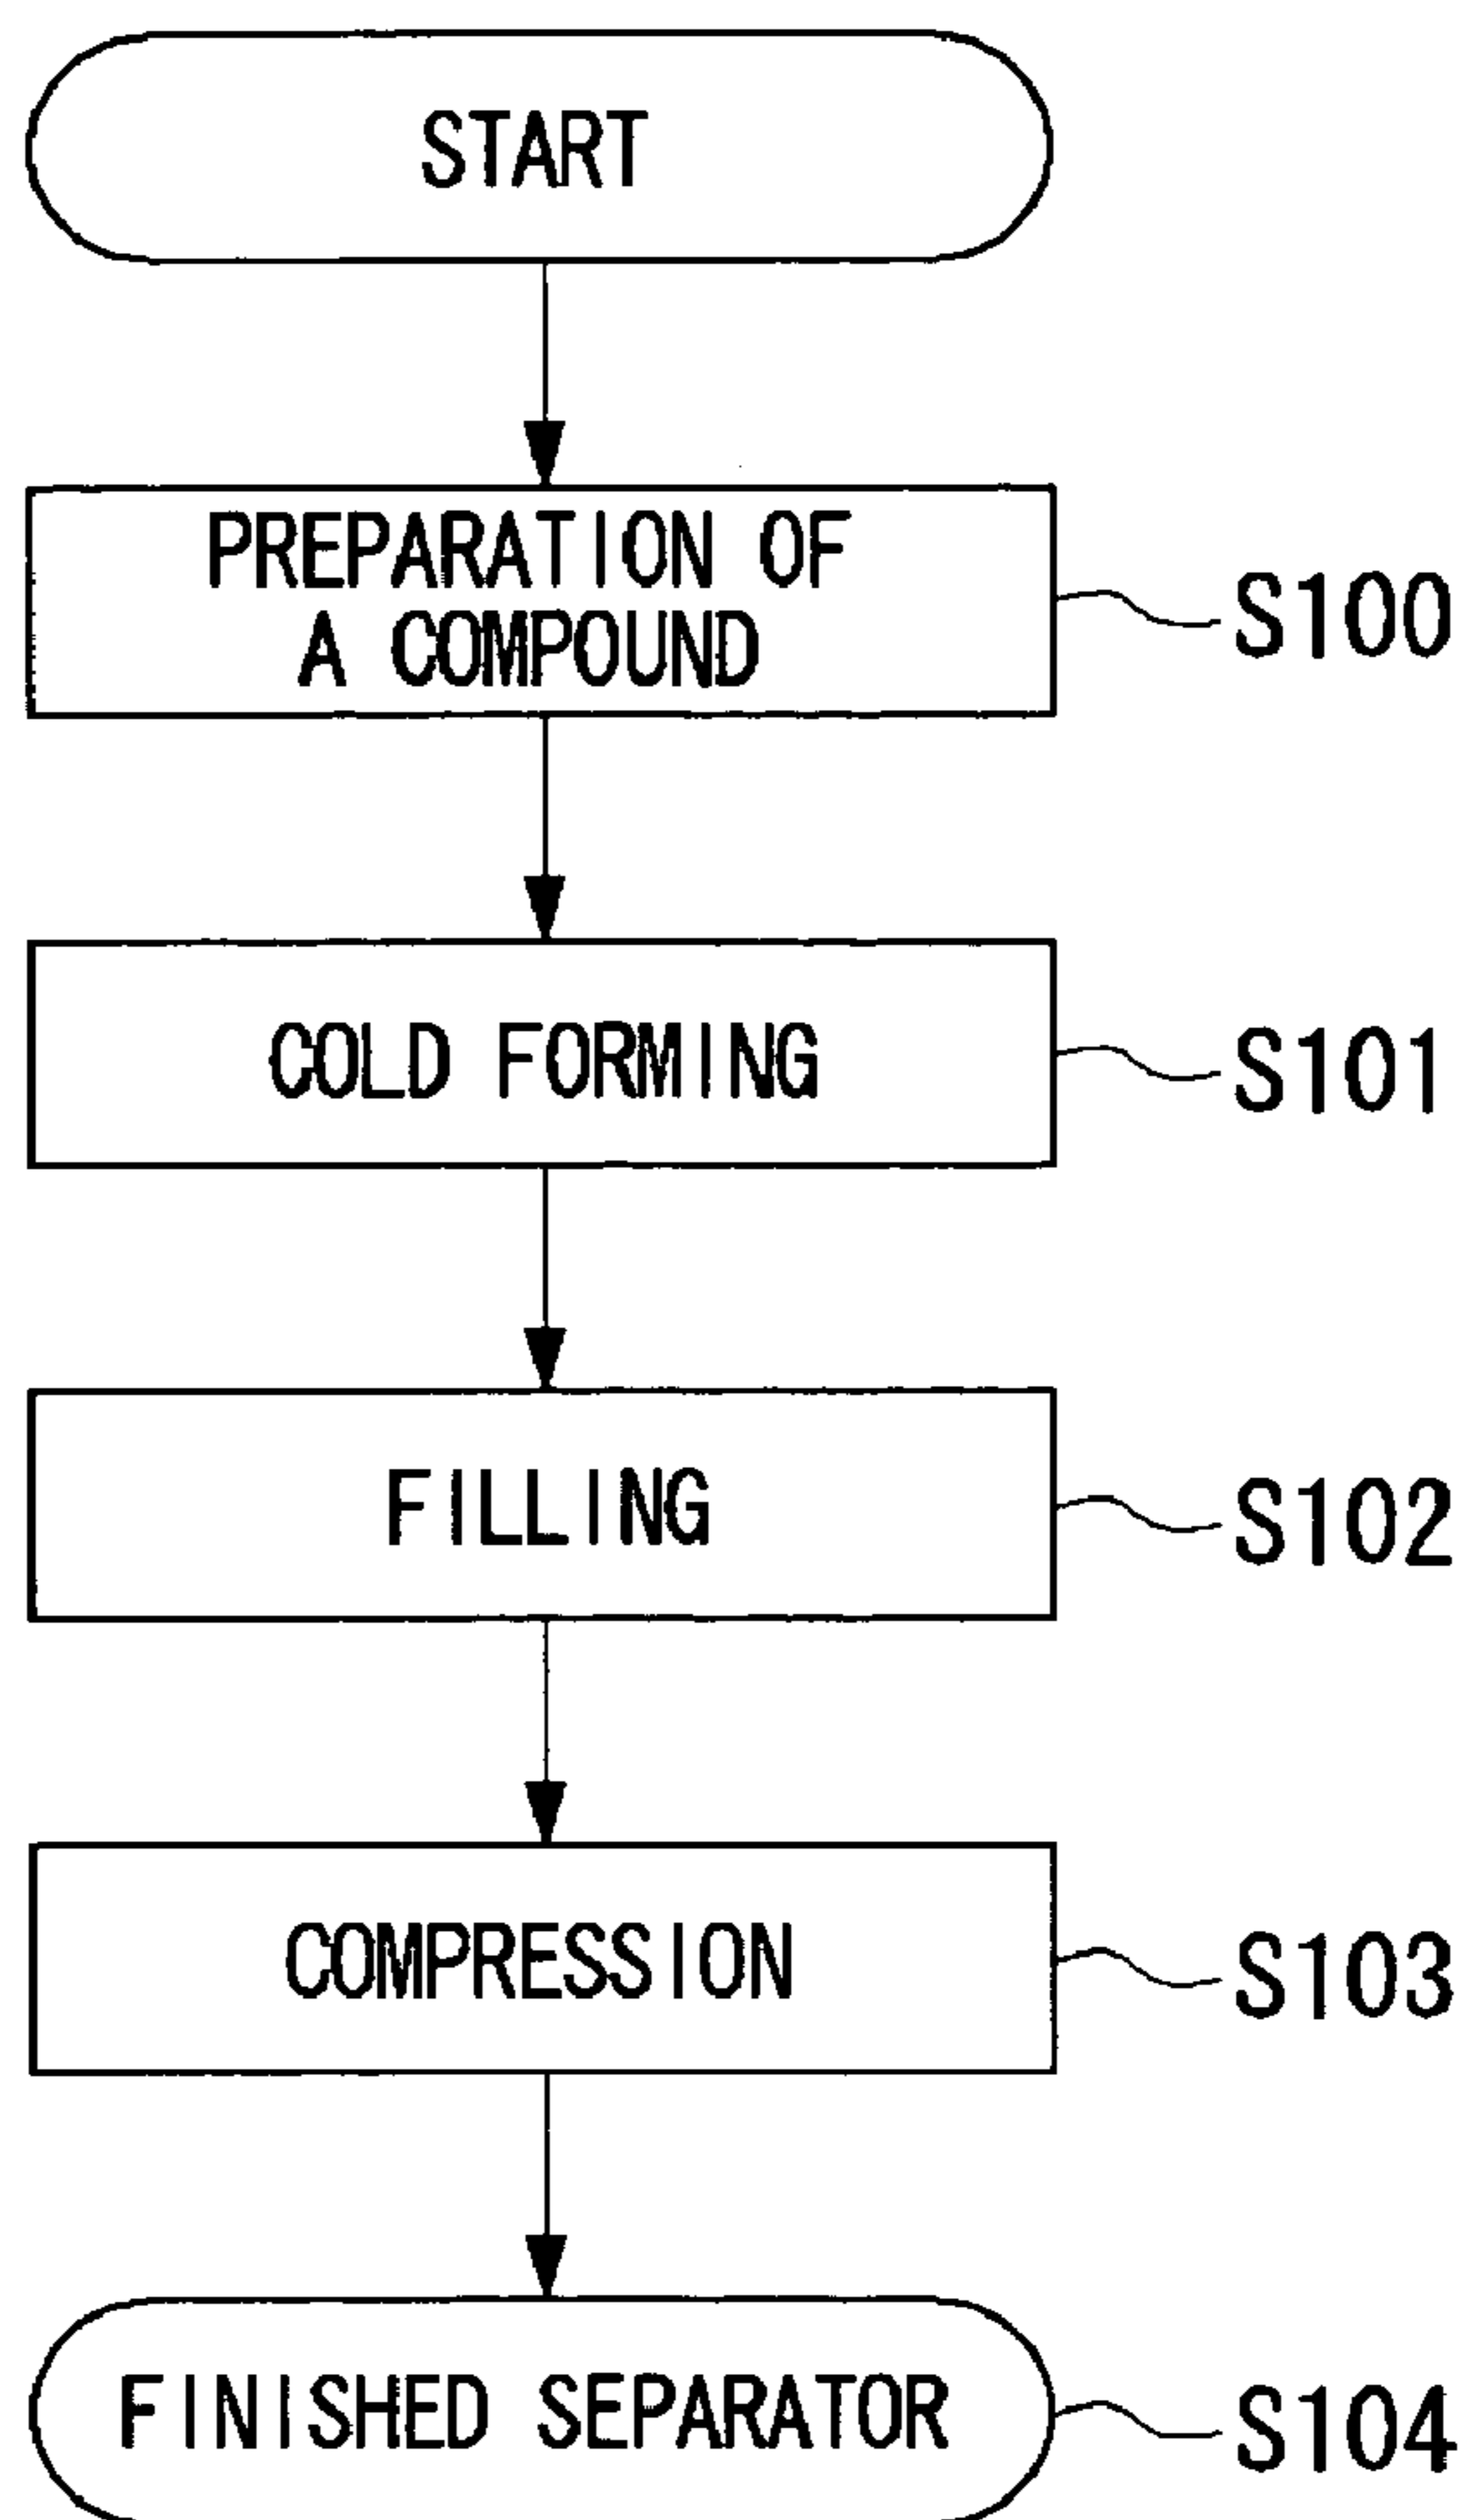 START
PREPARATION OF
A COMPOUND
S100
COLD FORMING
S101
FILLING
S102
COMPRESSION
S103
FINISHED SEPARATOR
S104